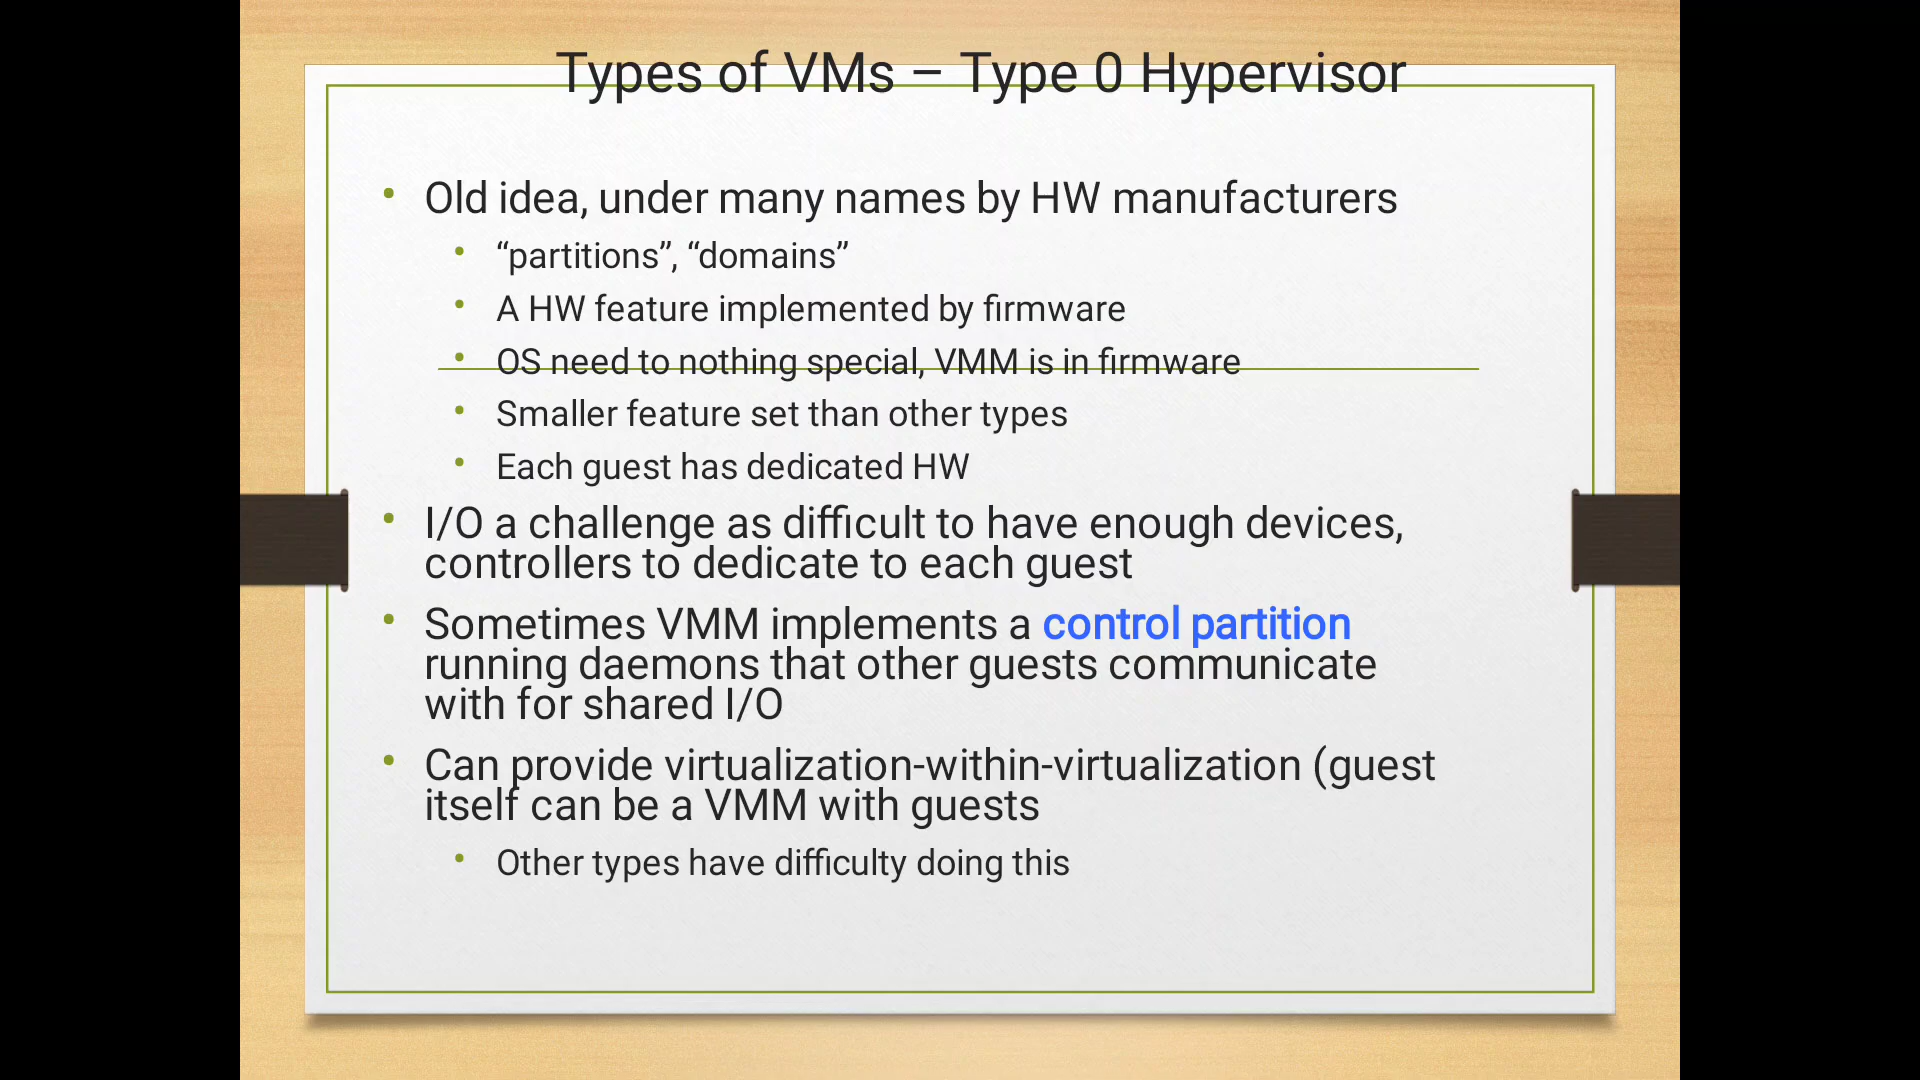 Types of VMs – Type 0 Hypervisor
• Old idea, under many names by HW manufacturers
• “partitions”, “domains”
• A HW feature implemented by firmware
• OS need to nothing special, VMM is in firmware
• Smaller feature set than other types
• Each guest has dedicated HW
• I/O a challenge as difficult to have enough devices,
controllers to dedicate to each guest
• Sometimes VMM implements a control partition
running daemons that other guests communicate
with for shared I/O
• Can provide virtualization-within-virtualization (guest
itself can be a VMM with guests
• Other types have difficulty doing this